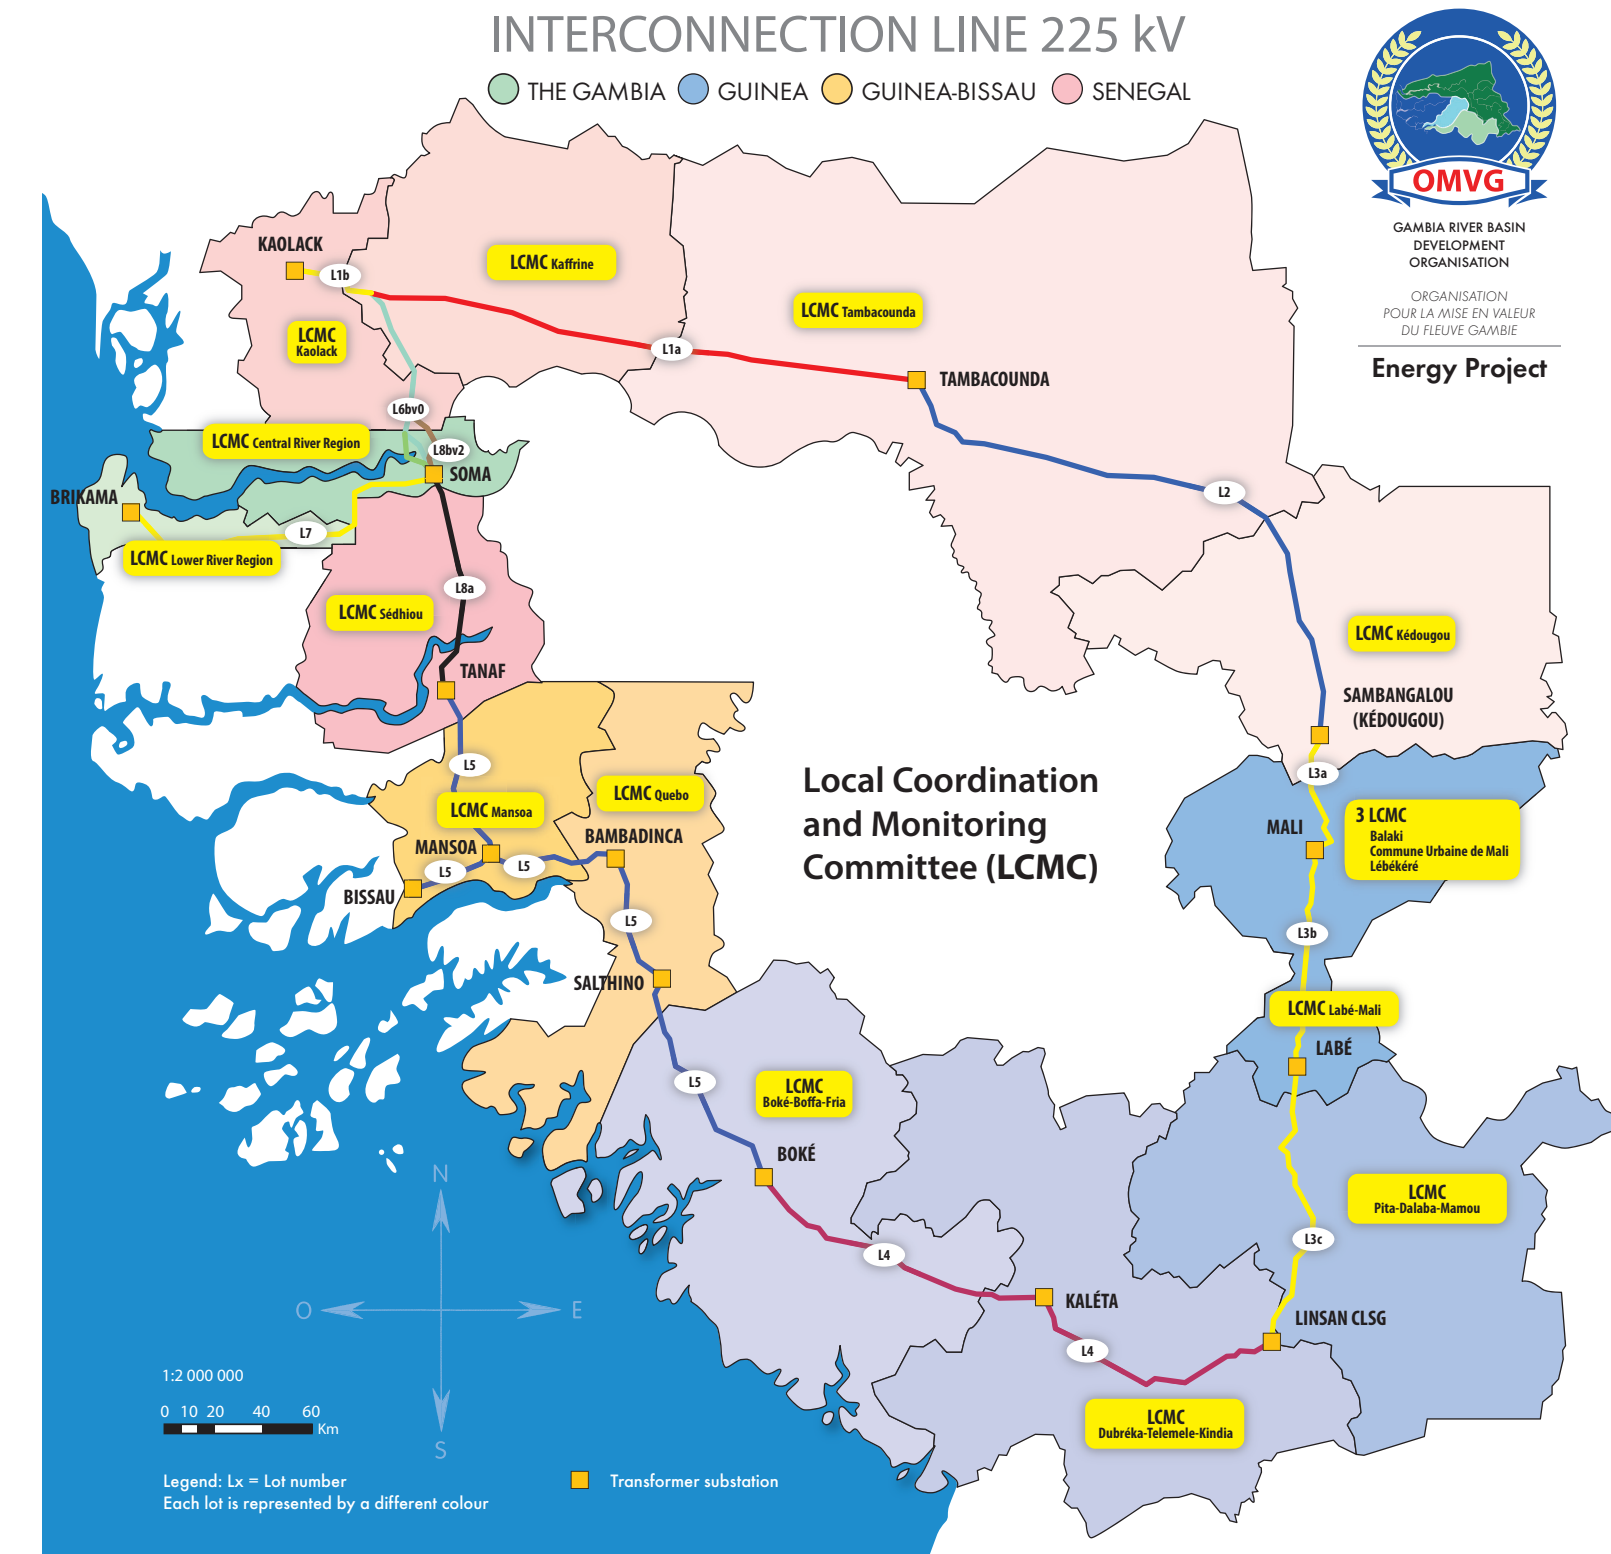 INTERCONNECTION LINE 225 kV
THE GAMBIA
GUINEA
GUINEA-BISSAU
SENEGAL
OMVG
GAMBIA RIVER BASIN
DEVELOPMENT
ORGANISATION
ORGANISATION
POUR LA MISE EN VALEUR
DU FLEUVE GAMBIE
Energy Project
KAOLACK
L1b
LCMC Kaffrine
LCMC Tambacounda
LCMC
Kaolack
L1a
TAMBACOUNDA
L6bv0
LCMC Central River Region
L8bv2
SOMA
BRIKAMA
L2
L7
LCMC Lower River Region
L8a
LCMC Sédhiou
LCMC Kédougou
TANAF
SAMBANGALOU
(KÉDOUGOU)
L5
L3a
LCMC Quebo
LCMC Mansoa
Local Coordination
and Monitoring
Committee (LCMC)
3 LCMC
Balaki
Commune Urbaine de Mali
Lébékéré
MALI
BAMBADINCA
MANSOA
L5
L5
BISSAU
L5
L3b
SALTHINO
LCMC Labé-Mali
LABÉ
L5
LCMC
Boké-Boffa-Fria
BOKÉ
LCMC
Pita-Dalaba-Mamou
L3c
L4
KALÉTA
LINSAN CLSG
L4
LCMC
Dubréka-Telemele-Kindia
N
O
E
S
1:2 000 000
0 10 20 40 60
Km
Legend: Lx = Lot number
Each lot is represented by a different colour
Transformer substation